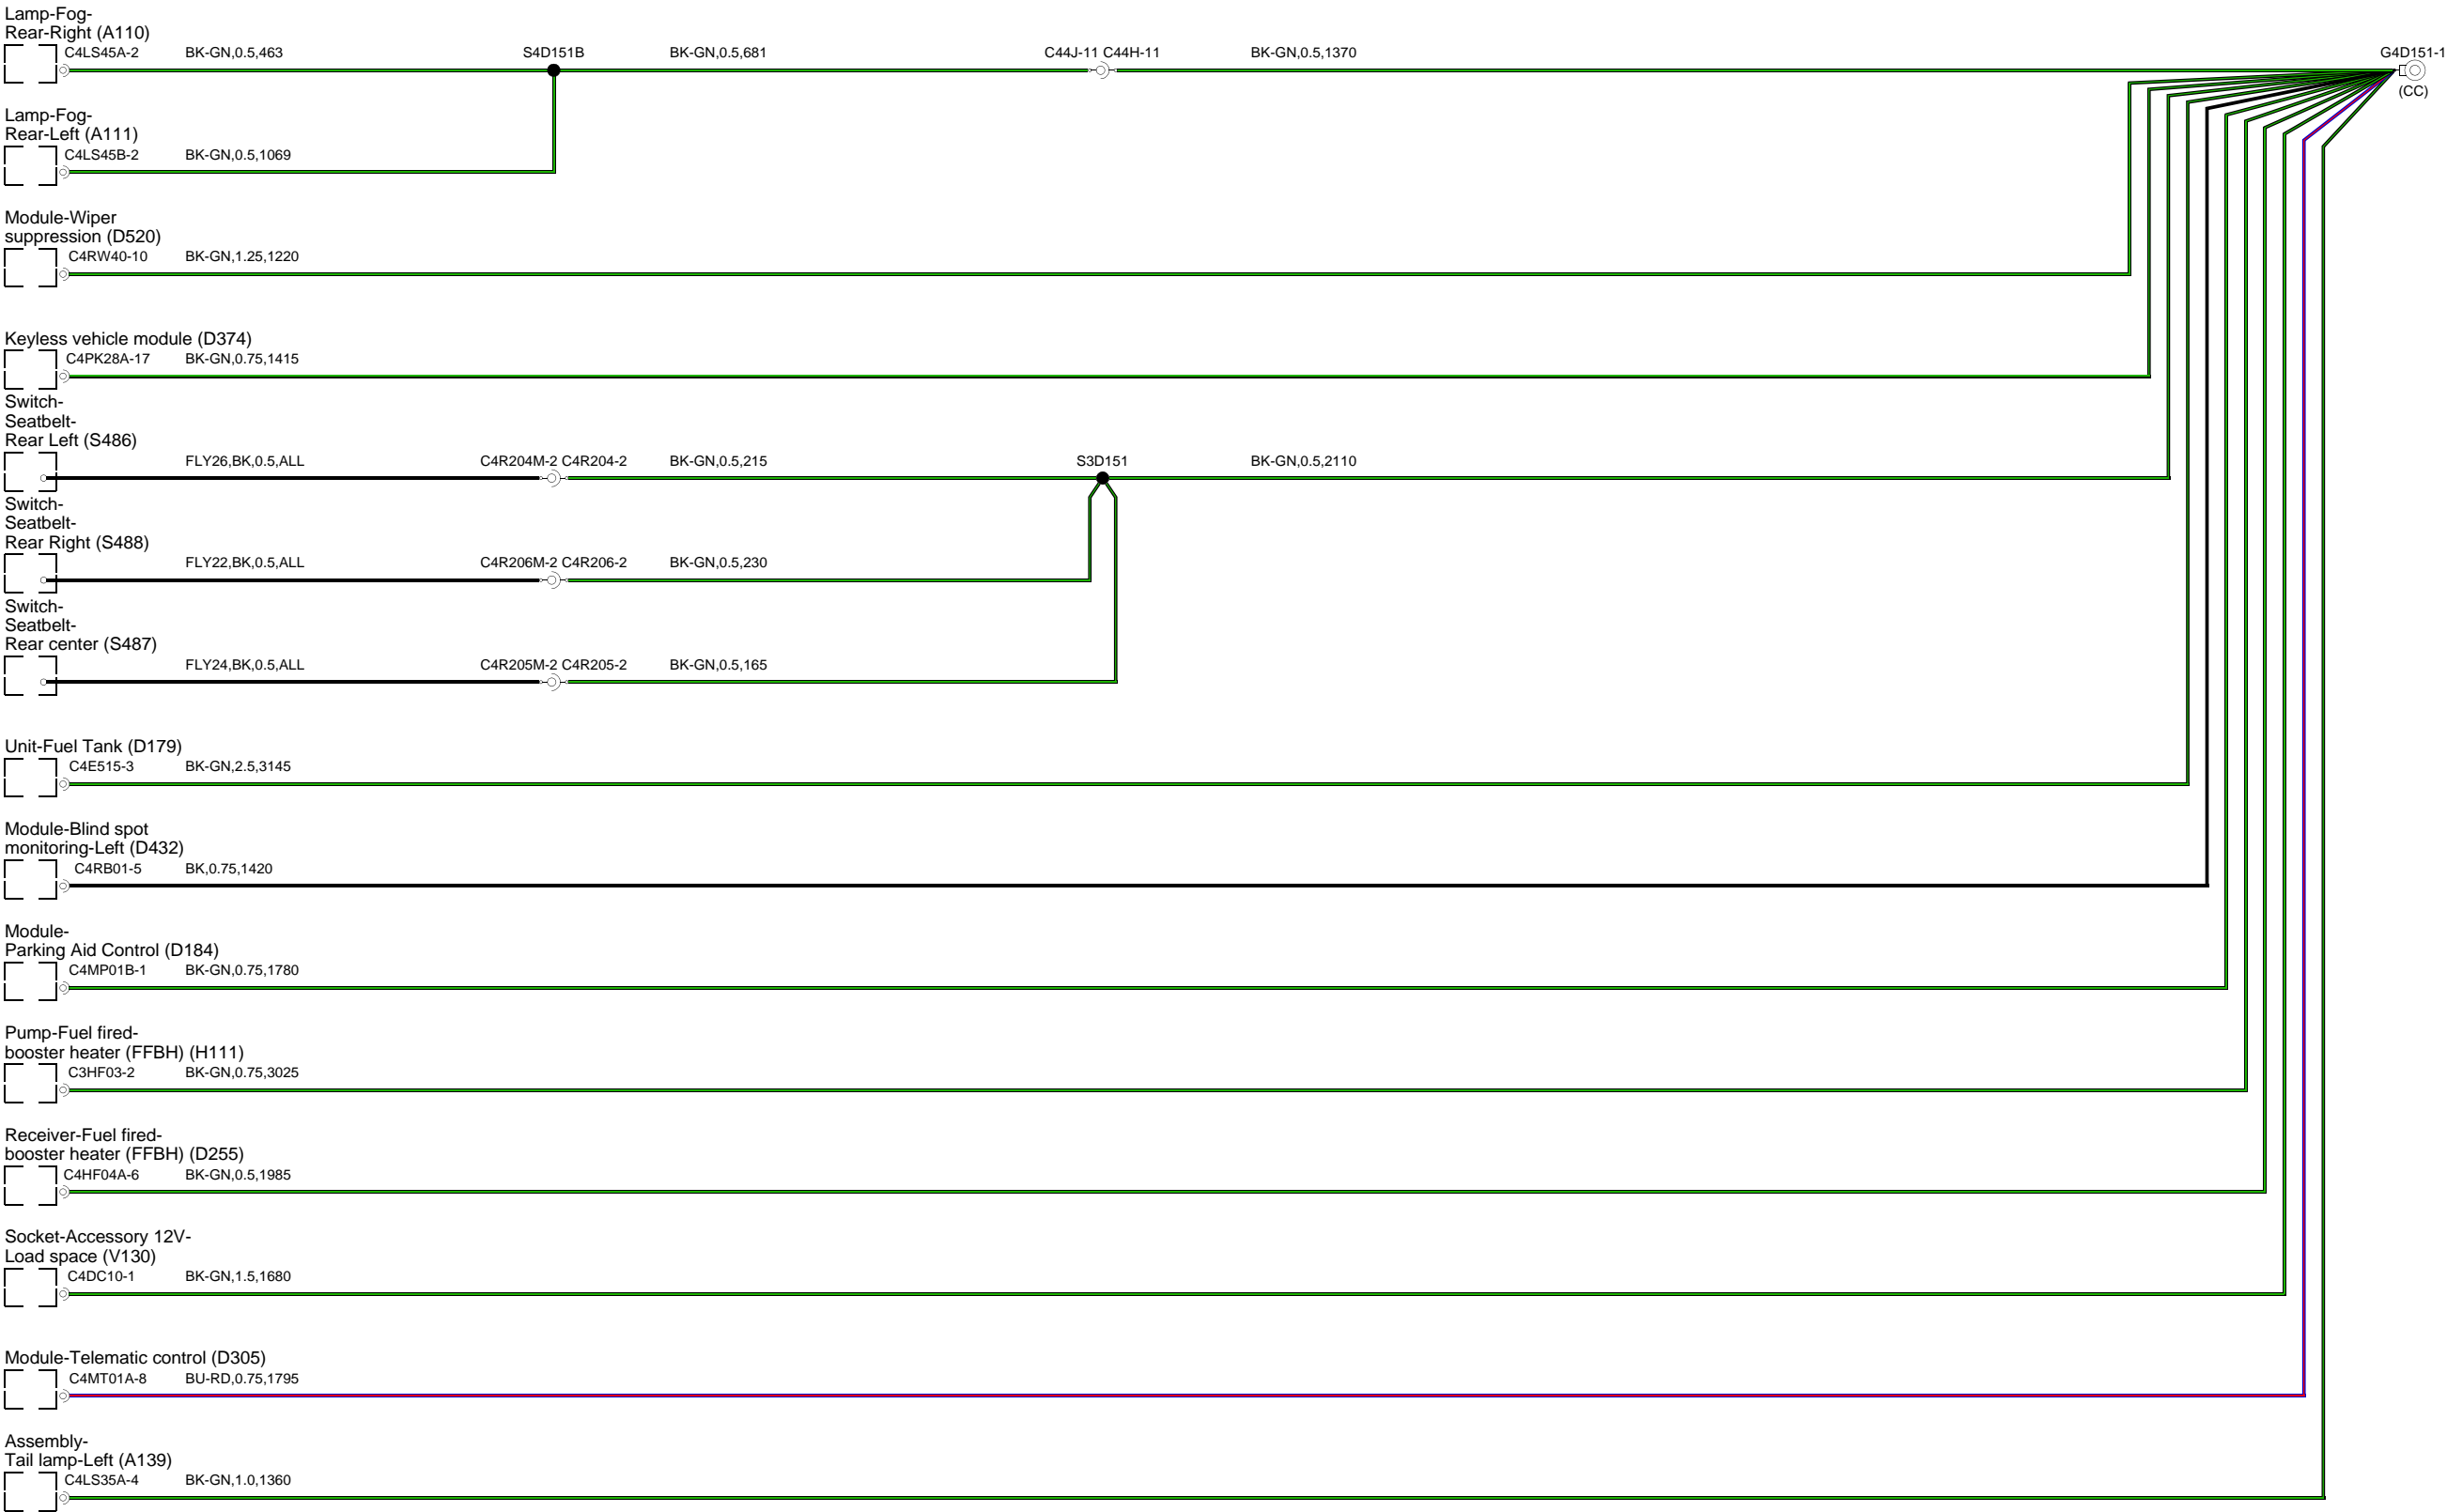 Lamp-Fog-
Rear-Right (A110)
C4LS45A-2 BK-GN,0.5,463 S4D151B BK-GN,0.5,681 C44J-11 C44H-11 BK-GN,0.5,1370 G4D151-1
(CC)
Lamp-Fog-
Rear-Left (A111)
C4LS45B-2 BK-GN,0.5,1069
Module-Wiper
suppression (D520)
C4RW40-10 BK-GN,1.25,1220
Keyless vehicle module (D374)
C4PK28A-17 BK-GN,0.75,1415
Switch-
Seatbelt-
Rear Left (S486)
FLY26,BK,0.5,ALL C4R204M-2 C4R204-2 BK-GN,0.5,215 S3D151 BK-GN,0.5,2110
Switch-
Seatbelt-
Rear Right (S488)
FLY22,BK,0.5,ALL C4R206M-2 C4R206-2 BK-GN,0.5,230
Switch-
Seatbelt-
Rear center (S487)
FLY24,BK,0.5,ALL C4R205M-2 C4R205-2 BK-GN,0.5,165
Unit-Fuel Tank (D179)
C4E515-3 BK-GN,2.5,3145
Module-Blind spot
monitoring-Left (D432)
C4RB01-5 BK,0.75,1420
Module-
Parking Aid Control (D184)
C4MP01B-1 BK-GN,0.75,1780
Pump-Fuel fired-
booster heater (FFBH) (H111)
C3HF03-2 BK-GN,0.75,3025
Receiver-Fuel fired-
booster heater (FFBH) (D255)
C4HF04A-6 BK-GN,0.5,1985
Socket-Accessory 12V-
Load space (V130)
C4DC10-1 BK-GN,1.5,1680
Module-Telematic control (D305)
C4MT01A-8 BU-RD,0.75,1795
Assembly-
Tail lamp-Left (A139)
C4LS35A-4 BK-GN,1.0,1360